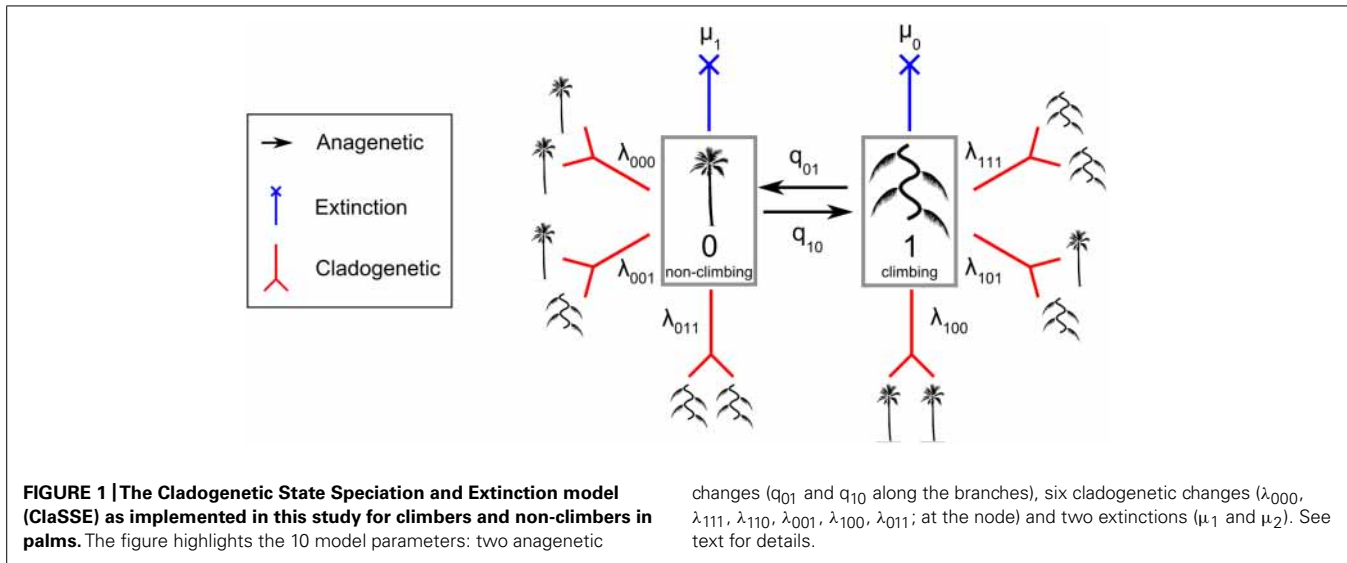 μ₁
μ₀
Anagenetic
Extinction
Cladogenetic
λ₀₀₀
λ₀₀₁
λ₀₁₁
0
non-climbing
q₀₁
q₁₀
1
climbing
λ₁₁₁
λ₁₀₁
λ₁₀₀
FIGURE 1 | The Cladogenetic State Speciation and Extinction model
(ClaSSE) as implemented in this study for climbers and non-climbers in
palms. The figure highlights the 10 model parameters: two anagenetic
changes (q₀₁ and q₁₀ along the branches), six cladogenetic changes (λ₀₀₀,
λ₁₁₁, λ₁₁₀, λ₀₀₁, λ₁₀₀, λ₀₁₁; at the node) and two extinctions (μ₁ and μ₂). See
text for details.